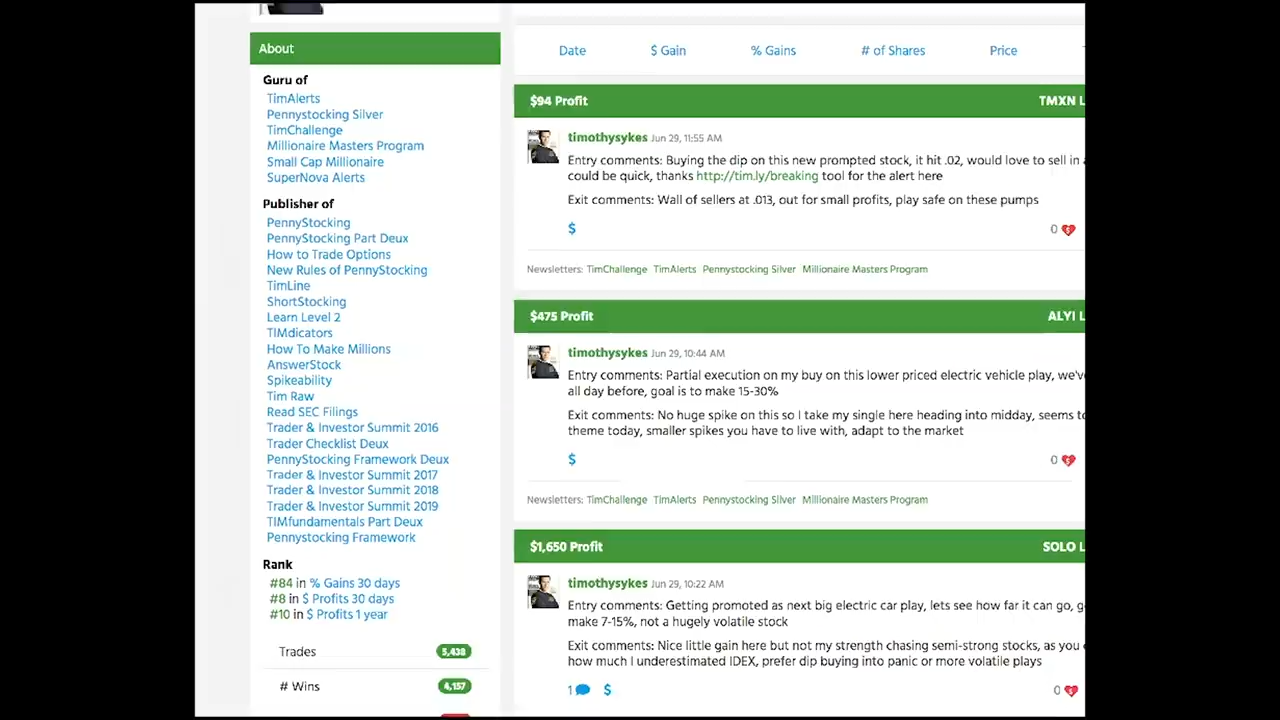 About
Guru of
TimAlerts
Pennystocking Silver
TimChallenge
Millionaire Masters Program
Small Cap Millionaire
SuperNova Alerts
Publisher of
PennyStocking
PennyStocking Part Deux
How to Trade Options
New Rules of PennyStocking
TimLine
ShortStocking
Learn Level 2
TIMdicators
How To Make Millions
AnswerStock
Spikeability
Tim Raw
Read SEC Filings
Trader & Investor Summit 2016
Trader Checklist Deux
PennyStocking Framework Deux
Trader & Investor Summit 2017
Trader & Investor Summit 2018
Trader & Investor Summit 2019
TIMfundamentals Part Deux
Pennystocking Framework
Rank
#84 in % Gains 30 days
#8 in $ Profits 30 days
#10 in $ Profits 1 year
Trades 5,438
# Wins 4,157
Date $ Gain % Gains # of Shares Price
$94 Profit TMXN L
timothysykes Jun 29, 11:55 AM
Entry comments: Buying the dip on this new prompted stock, it hit .02, would love to sell in
could be quick, thanks http://tim.ly/breaking tool for the alert here
Exit comments: Wall of sellers at .013, out for small profits, play safe on these pumps
$
0
Newsletters: TimChallenge TimAlerts Pennystocking Silver Millionaire Masters Program
$475 Profit ALYI L
timothysykes Jun 29, 10:44 AM
Entry comments: Partial execution on my buy on this lower priced electric vehicle play, we'v
all day before, goal is to make 15-30%
Exit comments: No huge spike on this so I take my single here heading into midday, seems to
theme today, smaller spikes you have to live with, adapt to the market
$
0
Newsletters: TimChallenge TimAlerts Pennystocking Silver Millionaire Masters Program
$1,650 Profit SOLO L
timothysykes Jun 29, 10:22 AM
Entry comments: Getting promoted as next big electric car play, lets see how far it can go, g
make 7-15%, not a hugely volatile stock
Exit comments: Nice little gain here but not my strength chasing semi-strong stocks, as you
how much I underestimated IDEX, prefer dip buying into panic or more volatile plays
1 $
0